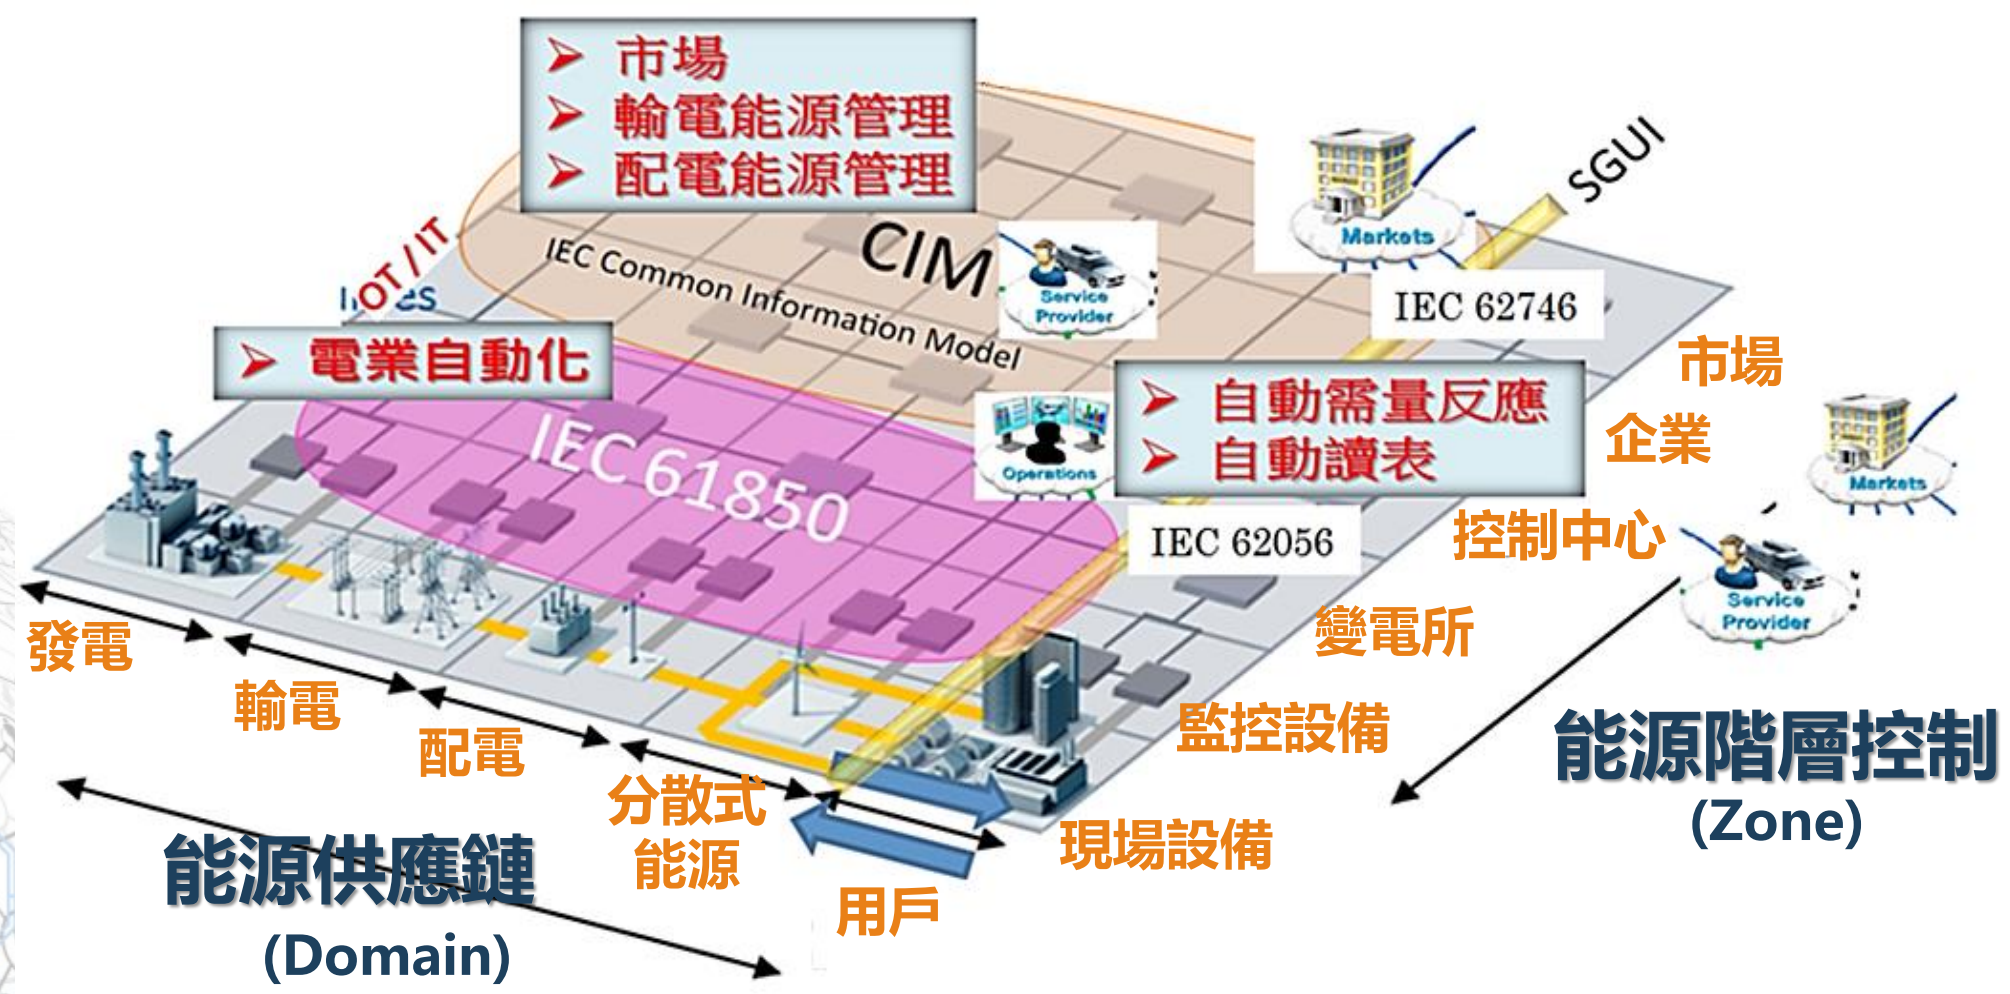 市場
輸電能源管理
配電能源管理
SGUI
Markets
CIM
IEC Common Information Model
OT / IT
Service
Provider
IEC 62746
電業自動化
市場
自動需量反應
自動讀表
企業
IEC 61850
Operations
Markets
IEC 62056
控制中心
Service
Provider
變電所
發電
輸電
配電
分散式
能源
用戶
監控設備
現場設備
能源階層控制
(Zone)
能源供應鏈
(Domain)